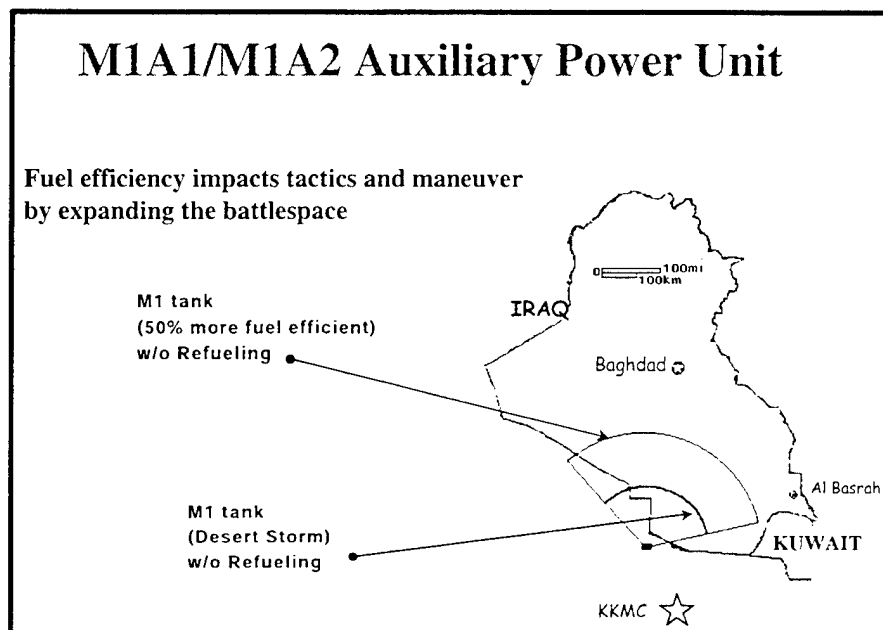 M1A1/M1A2 Auxiliary Power Unit
Fuel efficiency impacts tactics and maneuver
by expanding the battlespace
0 100mi
100km
M1 tank
(50% more fuel efficient)
w/o Refueling
IRAQ
Baghdad
Al Basrah
M1 tank
(Desert Storm)
w/o Refueling
KUWAIT
KKMC